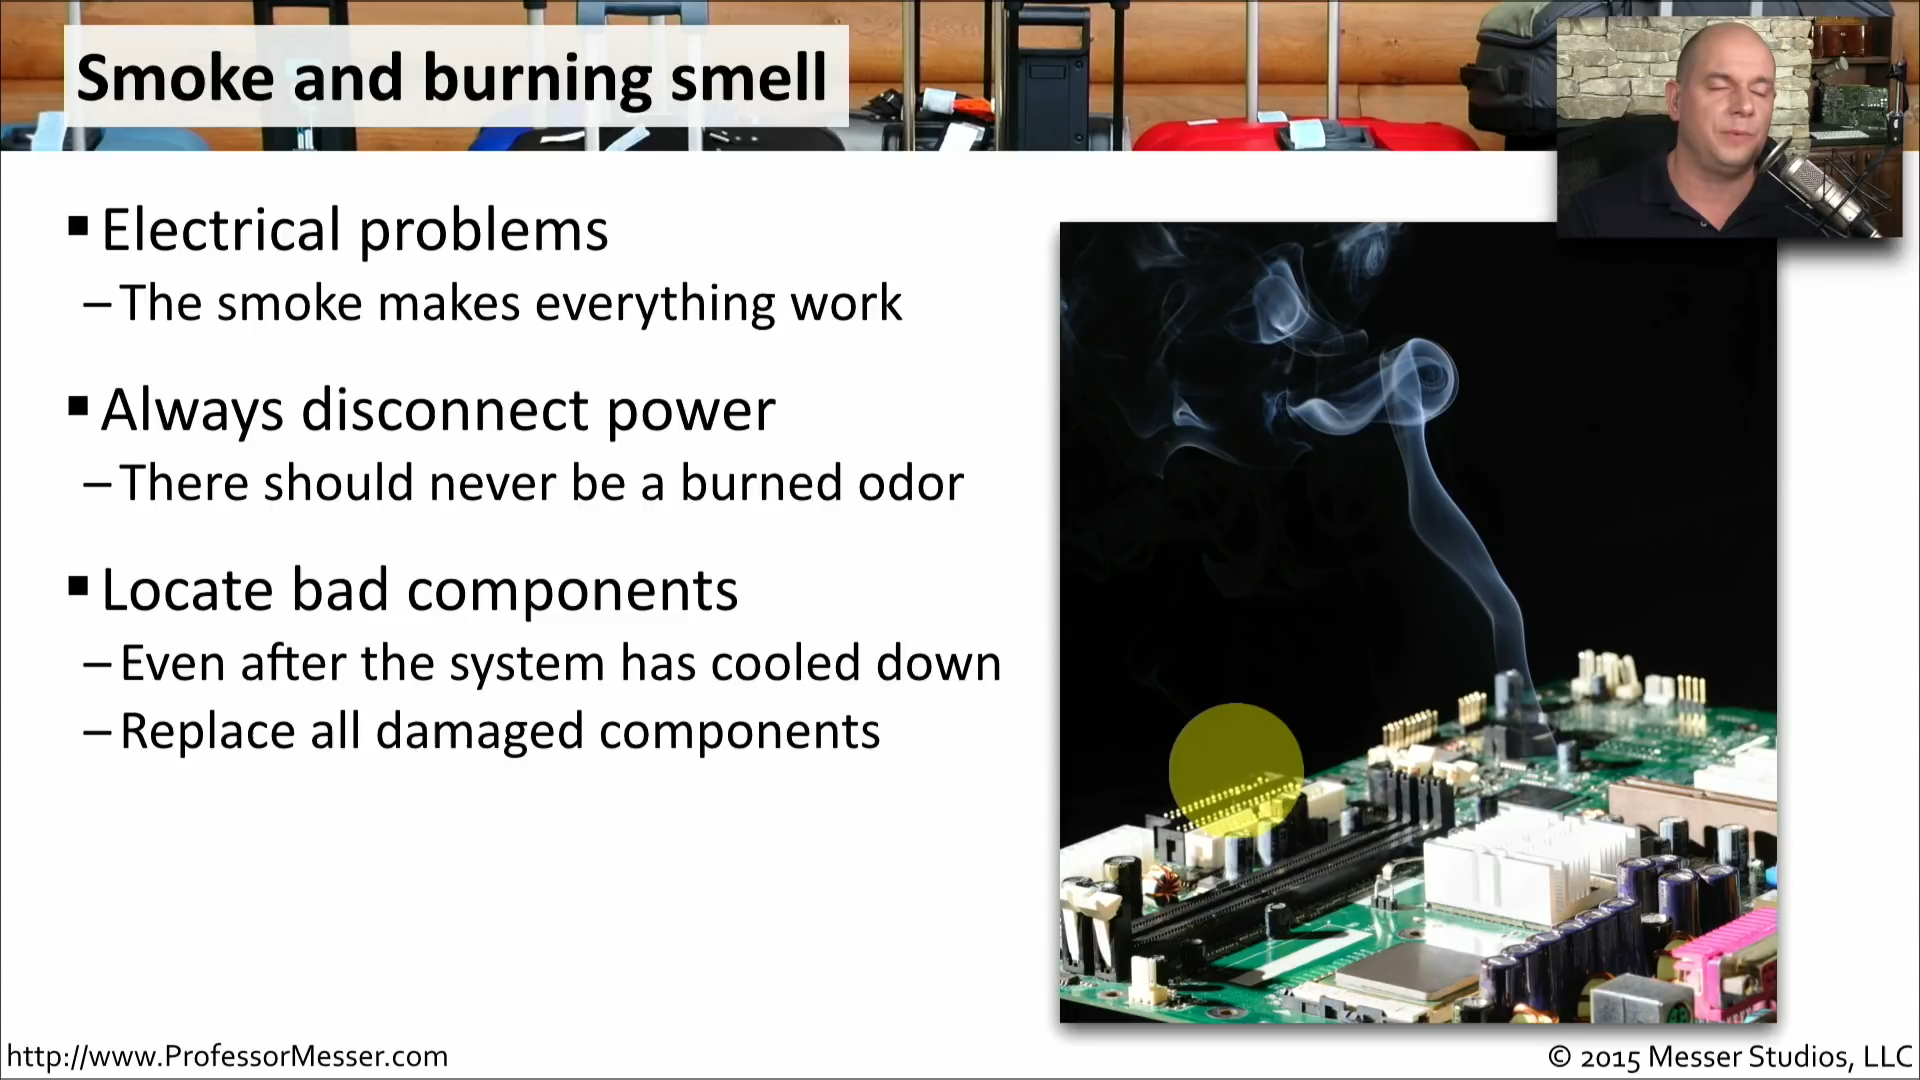 Smoke and burning smell
▪ Electrical problems
– The smoke makes everything work
▪ Always disconnect power
– There should never be a burned odor
▪ Locate bad components
– Even after the system has cooled down
– Replace all damaged components
http://www.ProfessorMesser.com
© 2015 Messer Studios, LLC